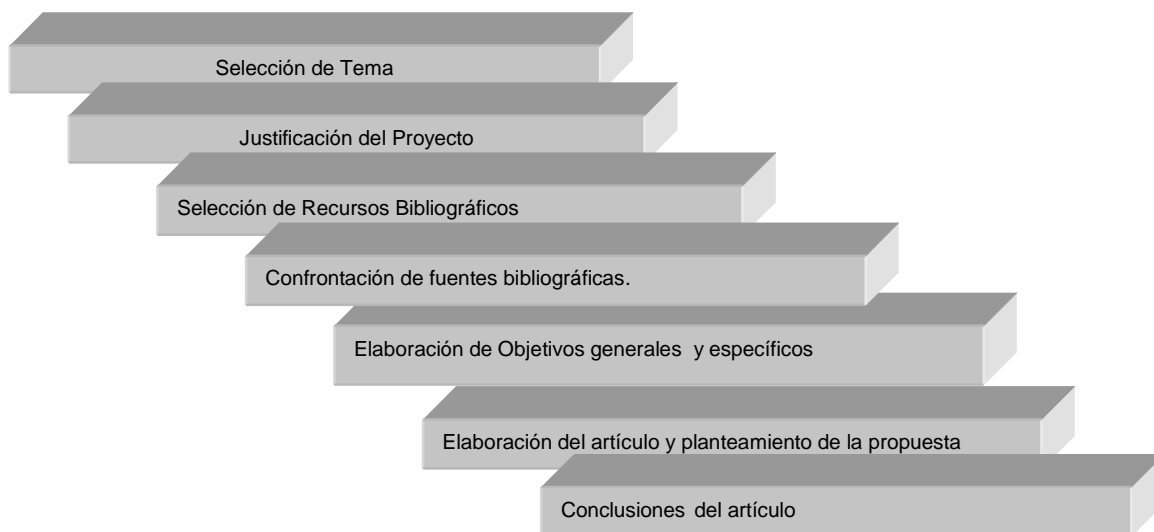 Selección de Tema
Justificación del Proyecto
Selección de Recursos Bibliográficos
Confrontación de fuentes bibliográficas.
Elaboración de Objetivos generales y específicos
Elaboración del artículo y planteamiento de la propuesta
Conclusiones del artículo